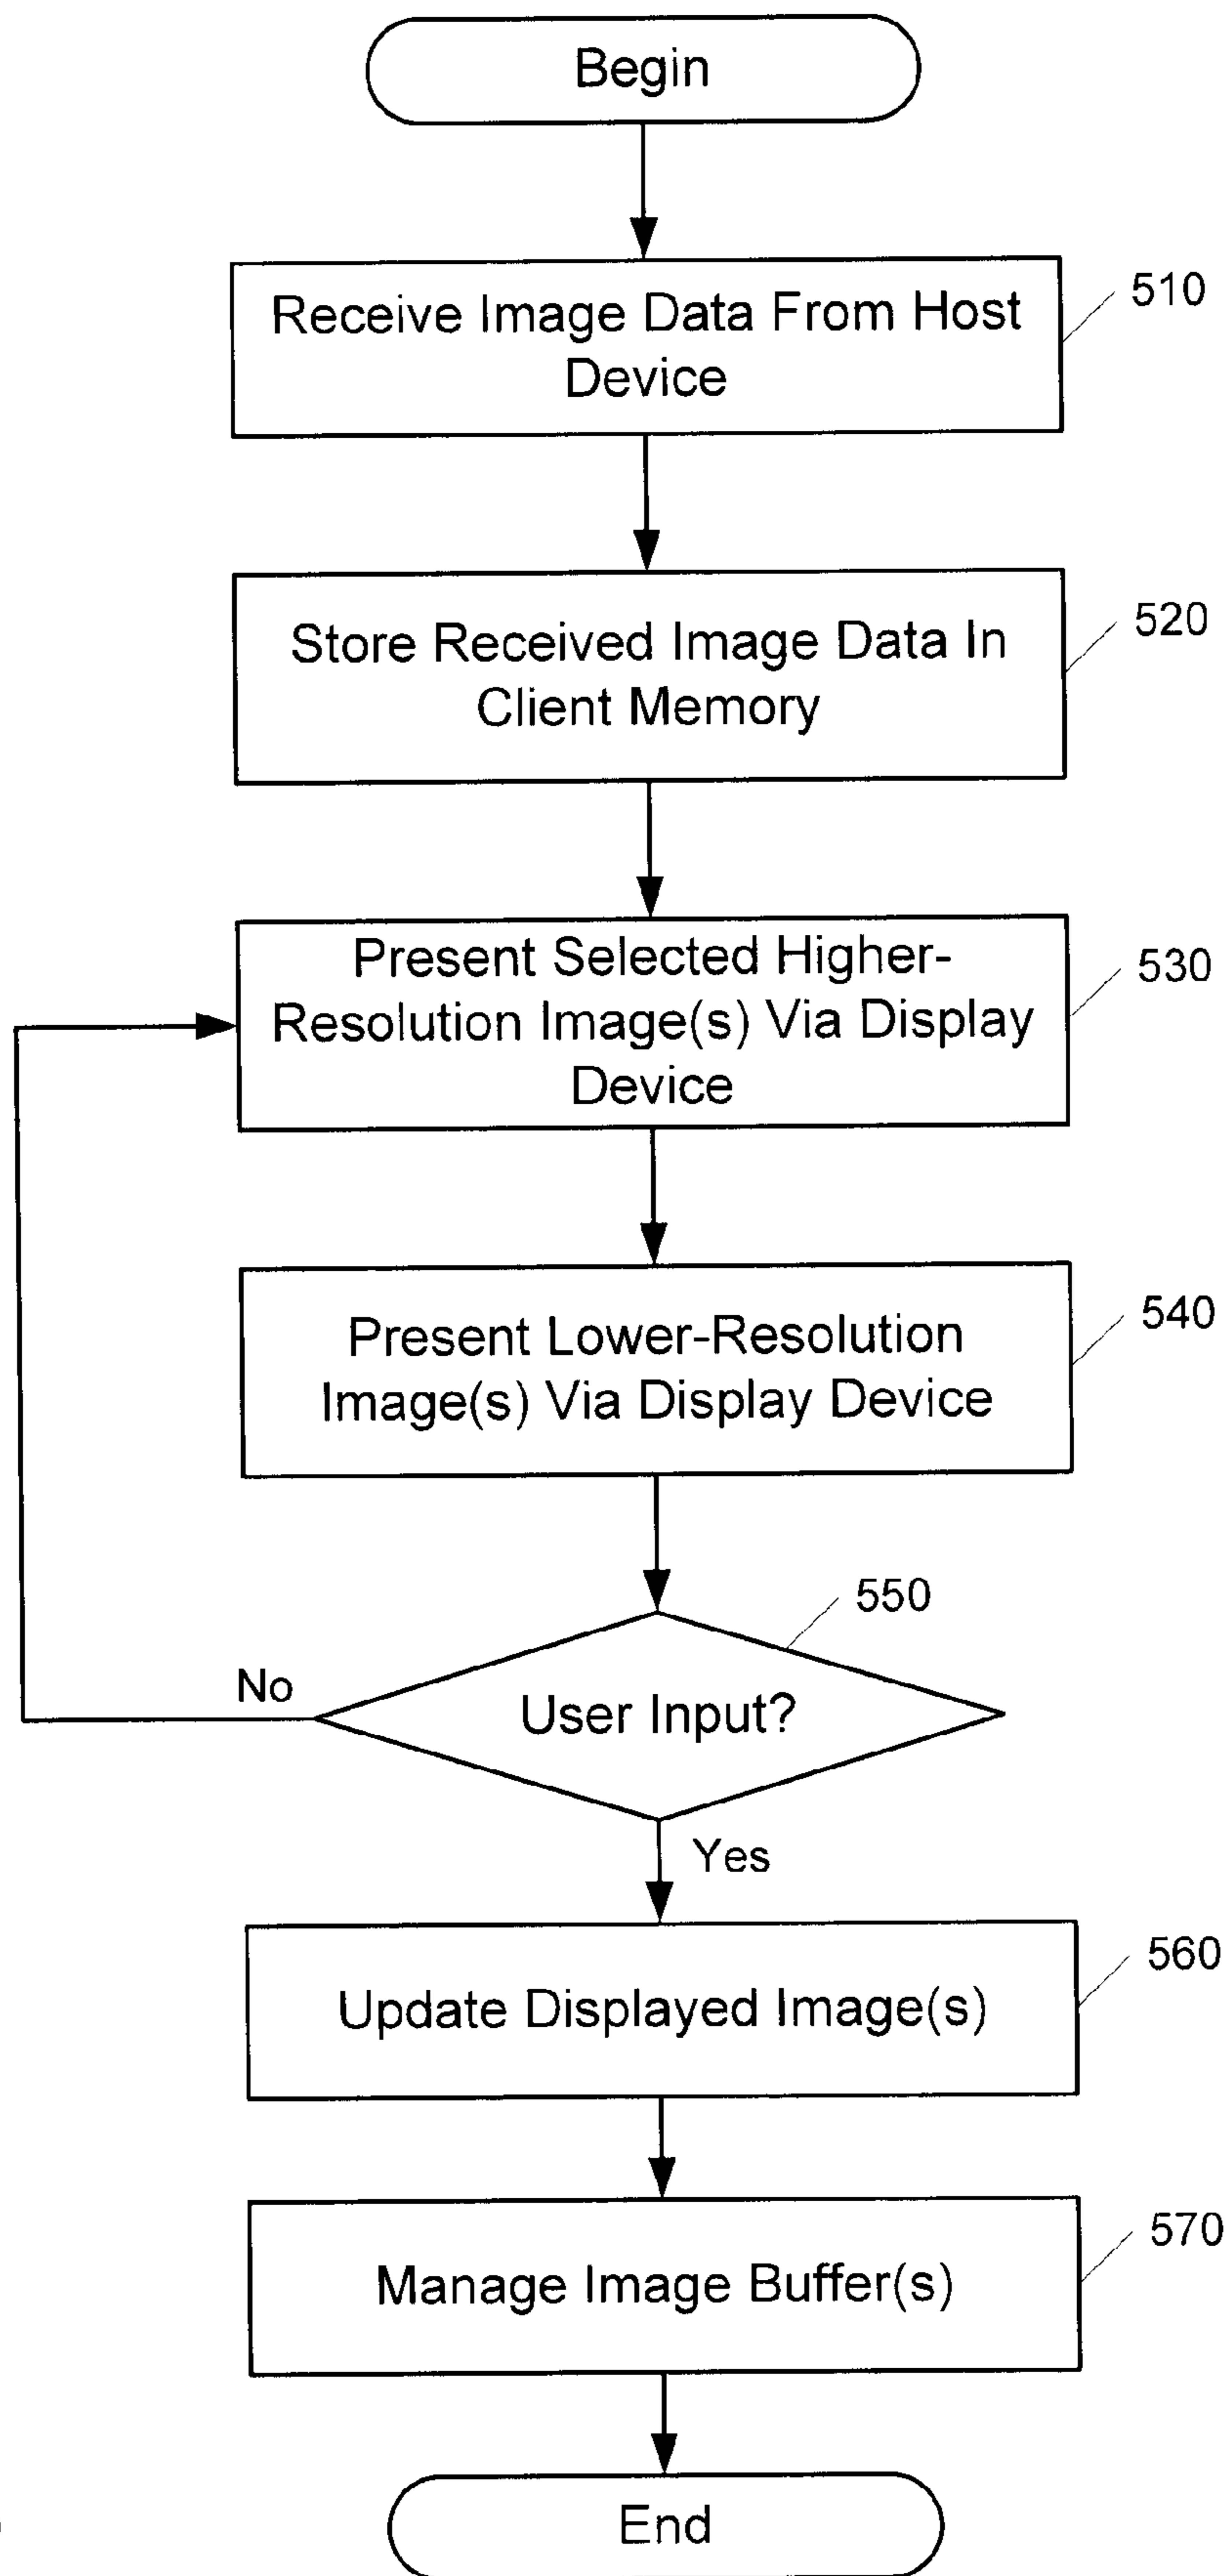 Begin
Receive Image Data From Host
Device
510
Store Received Image Data In
Client Memory
520
Present Selected Higher-
Resolution Image(s) Via Display
Device
530
Present Lower-Resolution
Image(s) Via Display Device
540
550
User Input?
No
Yes
Update Displayed Image(s)
560
Manage Image Buffer(s)
570
End